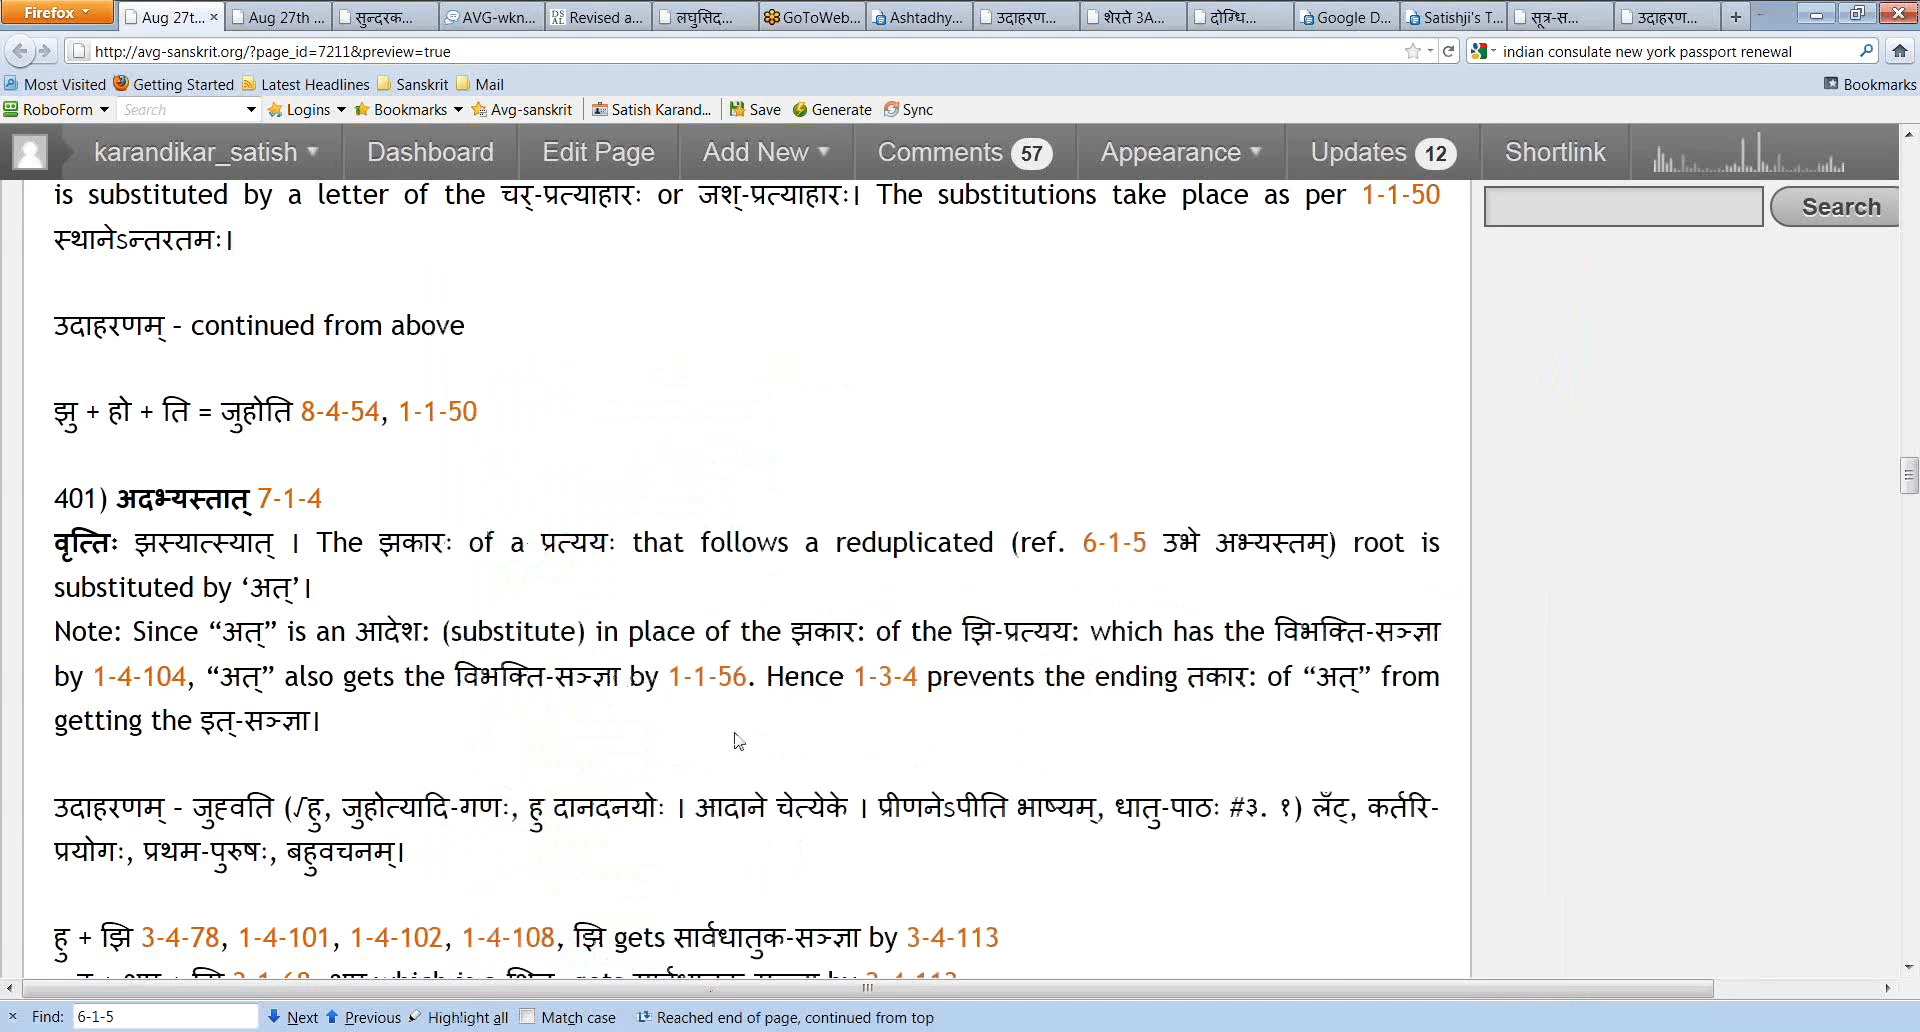 Firefox
Aug 27t...
Aug 27th ...
सुन्दरक...
AVG-wkn...
Revised a...
लघुसिद्...
GoToWeb...
Ashtadhy...
उदाहरण...
शेरते 3A...
दोग्धि...
Google D...
Satishji's T...
सूत्र-स...
उदाहरण...
http://avg-sanskrit.org/?page_id=7211&preview=true
indian consulate new york passport renewal
Most Visited Getting Started Latest Headlines Sanskrit Mail
Bookmarks
RoboForm Search Logins Bookmarks Avg-sanskrit Satish Karand... Save Generate Sync
karandikar_satish Dashboard Edit Page Add New Comments 57 Appearance Updates 12 Shortlink
Search
is substituted by a letter of the चर्-प्रत्याहारः or जश्-प्रत्याहारः। The substitutions take place as per 1-1-50
स्थानेऽन्तरतमः।
उदाहरणम् - continued from above
झु + हो + ति = जुहोति 8-4-54, 1-1-50
401) अदभ्यस्तात् 7-1-4
वृत्तिः झस्यात्स्यात् । The झकारः of a प्रत्ययः that follows a reduplicated (ref. 6-1-5 उभे अभ्यस्तम्) root is
substituted by ‘अत्’।
Note: Since “अत्” is an आदेश: (substitute) in place of the झकार: of the झि-प्रत्यय: which has the विभक्ति-सञ्ज्ञा
by 1-4-104, “अत्” also gets the विभक्ति-सञ्ज्ञा by 1-1-56. Hence 1-3-4 prevents the ending तकार: of “अत्” from
getting the इत्-सञ्ज्ञा।
उदाहरणम् - जुह्वति (√हु, जुहोत्यादि-गणः, हु दानदनयोः । आदाने चेत्येके । प्रीणनेऽपीति भाष्यम्, धातु-पाठः #३. १) लँट्, कर्तरि-
प्रयोगः, प्रथम-पुरुषः, बहुवचनम्।
हु + झि 3-4-78, 1-4-101, 1-4-102, 1-4-108, झि gets सार्वधातुक-सञ्ज्ञा by 3-4-113
Find: 6-1-5 Next Previous Highlight all Match case Reached end of page, continued from top